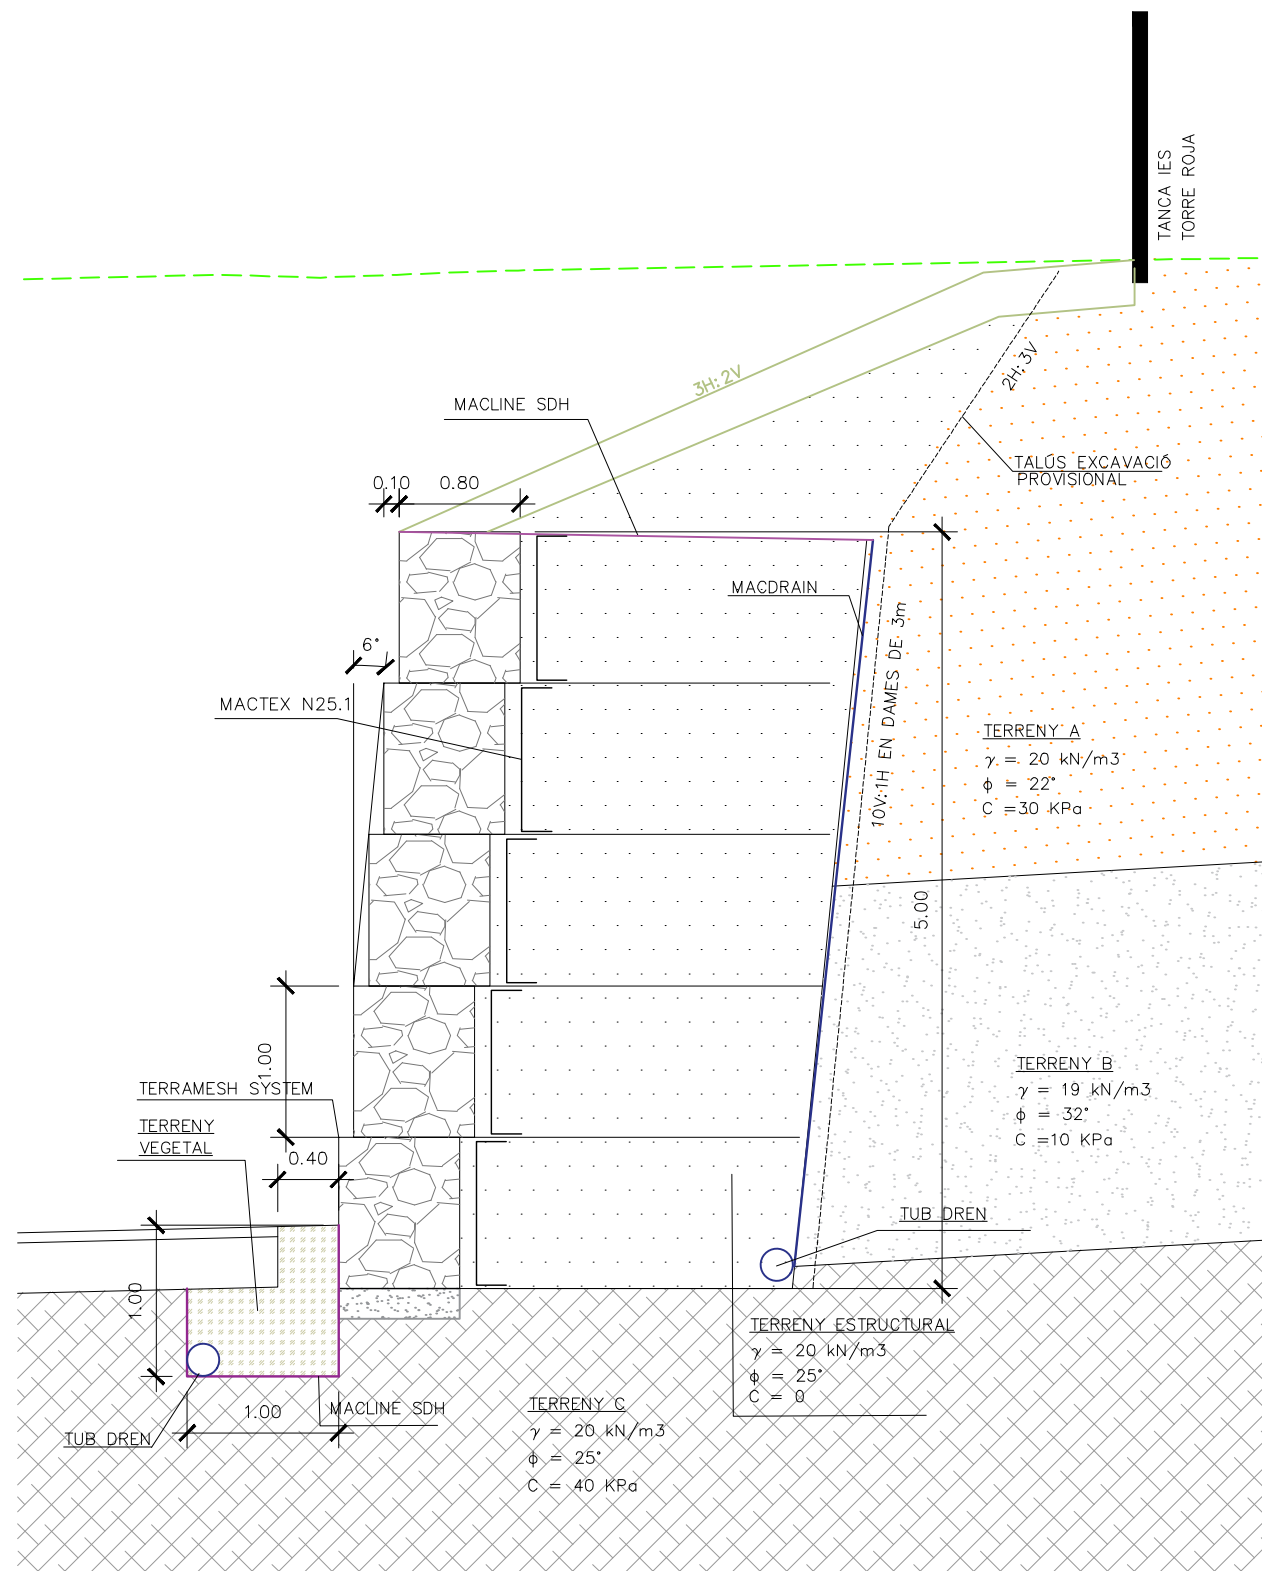 TANCA IES
TORRE ROJA
3H:2V
2H:3V
MACLINE SDH
TALÚS EXCAVACIÓ
PROVISIONAL
0.10
0.80
MACDRAIN
6°
MACTEX N25.1
10V:1H EN DAMES DE 3m
TERRENY A
γ = 20 kN/m3
ϕ = 22°
C =30 KPa
5.00
1.00
TERRENY B
γ = 19 kN/m3
ϕ = 32°
C =10 KPa
TERRAMESH SYSTEM
TERRENY
VEGETAL
0.40
TUB DREN
1.00
TERRENY ESTRUCTURAL
γ = 20 kN/m3
ϕ = 25°
C = 0
TERRENY C
γ = 20 kN/m3
ϕ = 25°
C = 40 KPa
1.00
MACLINE SDH
TUB DREN